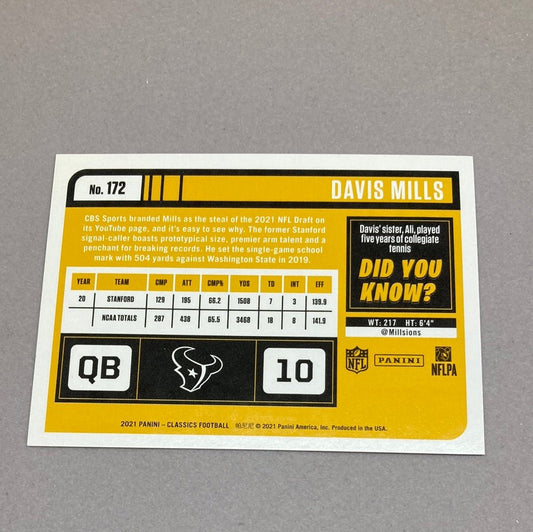 No. 172
DAVIS MILLS
CBS Sports branded Mills as the steal of the 2021 NFL Draft on
its YouTube page, and it's easy to see why. The former Stanford
signal-caller boasts prototypical size, premier arm talent and a
penchant for breaking records. He set the single-game school
mark with 504 yards against Washington State in 2019.
Davis' sister, Ali, played
five years of collegiate
tennis
DID YOU
KNOW?
YEAR TEAM CMP ATT CMP% YDS TD INT EFF
20 STANFORD 129 195 66.2 1508 7 3 139.9
NCAA TOTALS 287 438 65.5 3468 18 8 141.9
WT: 217 HT: 6'4"
@Millsions
QB
10
NFL PANINI NFLPA
2021 PANINI – CLASSICS FOOTBALL 帕尼尼 © 2021 Panini America, Inc. Produced in the USA.